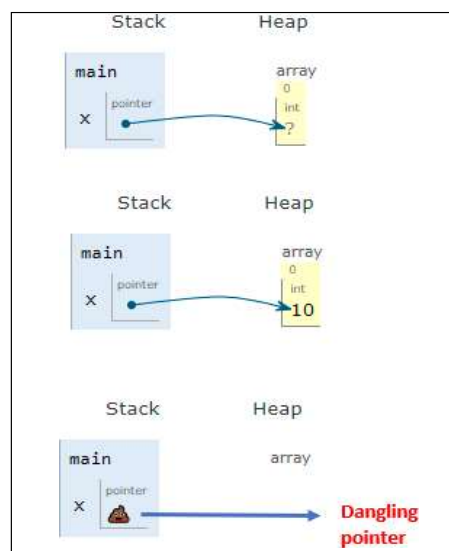 Stack Heap
main array
0
pointer int
x ?
Stack Heap
main array
0
pointer int
x 10
Stack Heap
main array
pointer
x
Dangling
pointer